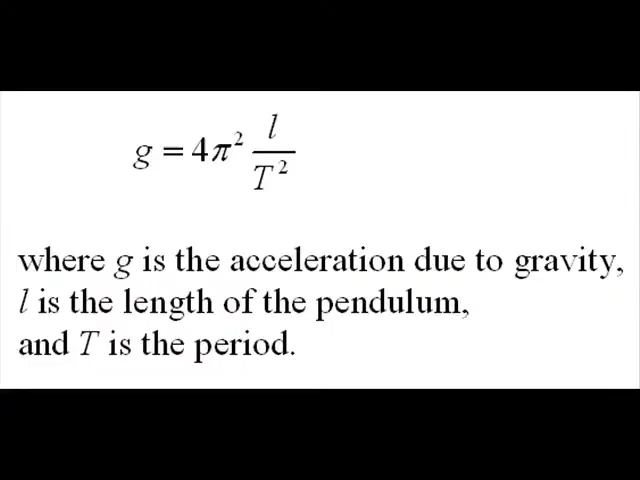 g = 4π² l/T²
where g is the acceleration due to gravity,
l is the length of the pendulum,
and T is the period.